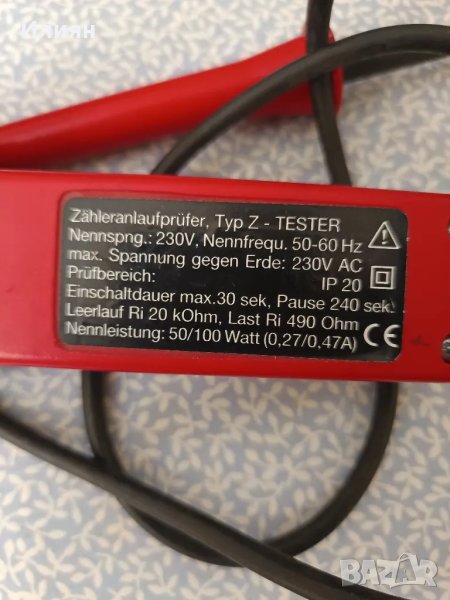 Илиян
Zähleranlaufprüfer, Typ Z - TESTER
Nennspng.: 230V, Nennfrequ. 50-60 Hz
max. Spannung gegen Erde: 230V AC
Prüfbereich: IP 20
Einschaltdauer max.30 sek, Pause 240 sek.
Leerlauf Ri 20 kOhm, Last Ri 490 Ohm
Nennleistung: 50/100 Watt (0,27/0,47A) CE
BAZAR